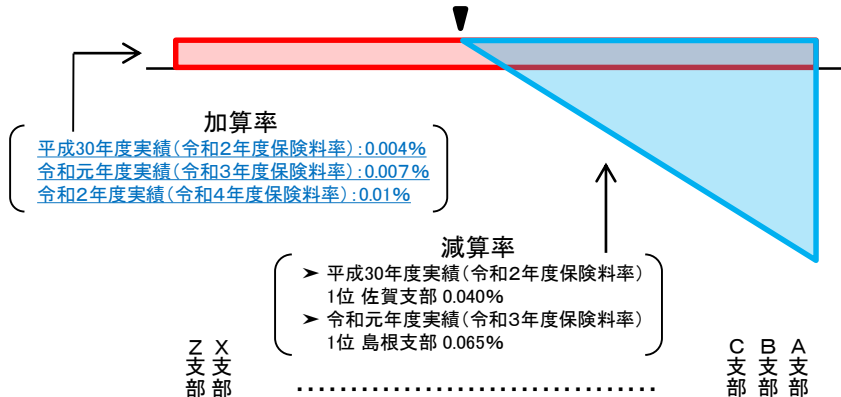 加算率
平成30年度実績(令和2年度保険料率):0.004%
令和元年度実績(令和3年度保険料率):0.007%
令和2年度実績(令和4年度保険料率):0.01%
減算率
➤ 平成30年度実績(令和2年度保険料率)
1位 佐賀支部 0.040%
➤ 令和元年度実績(令和3年度保険料率)
1位 島根支部 0.065%
Z支部
X支部
………………………………
C支部
B支部
A支部